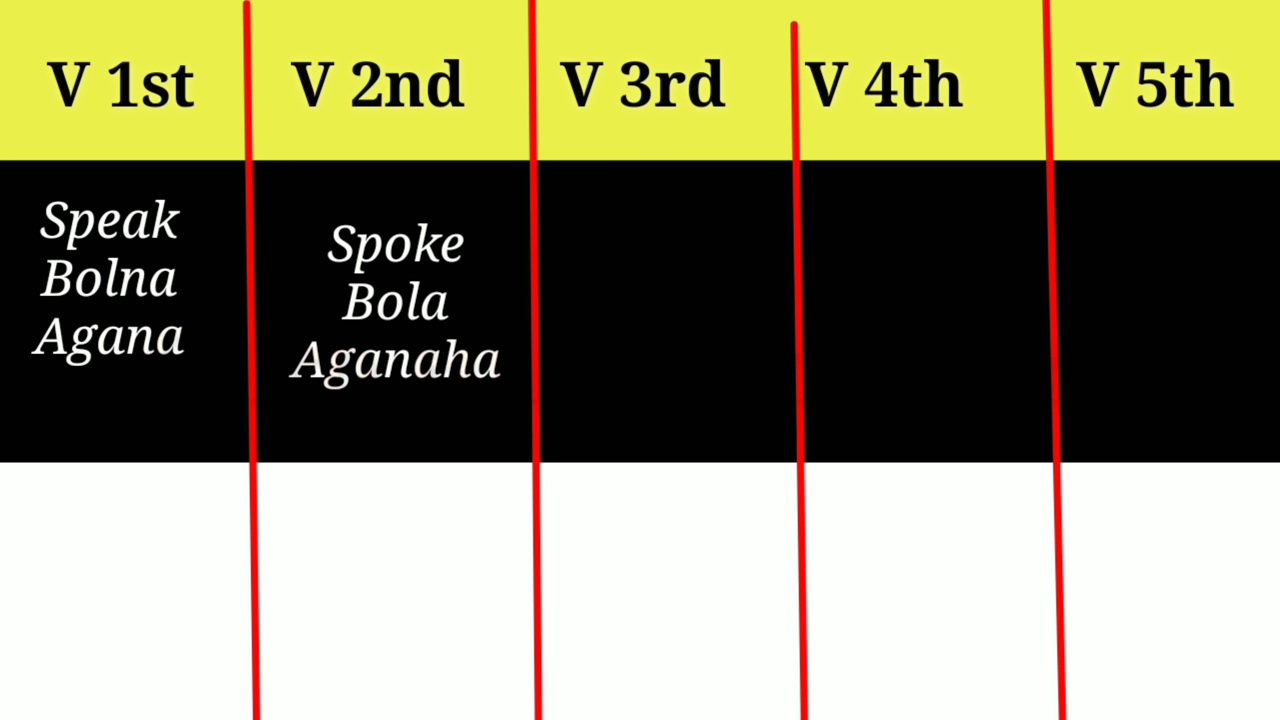 V 1st V 2nd V 3rd V 4th V 5th
Speak
Bolna
Agana
Spoke
Bola
Aganaha